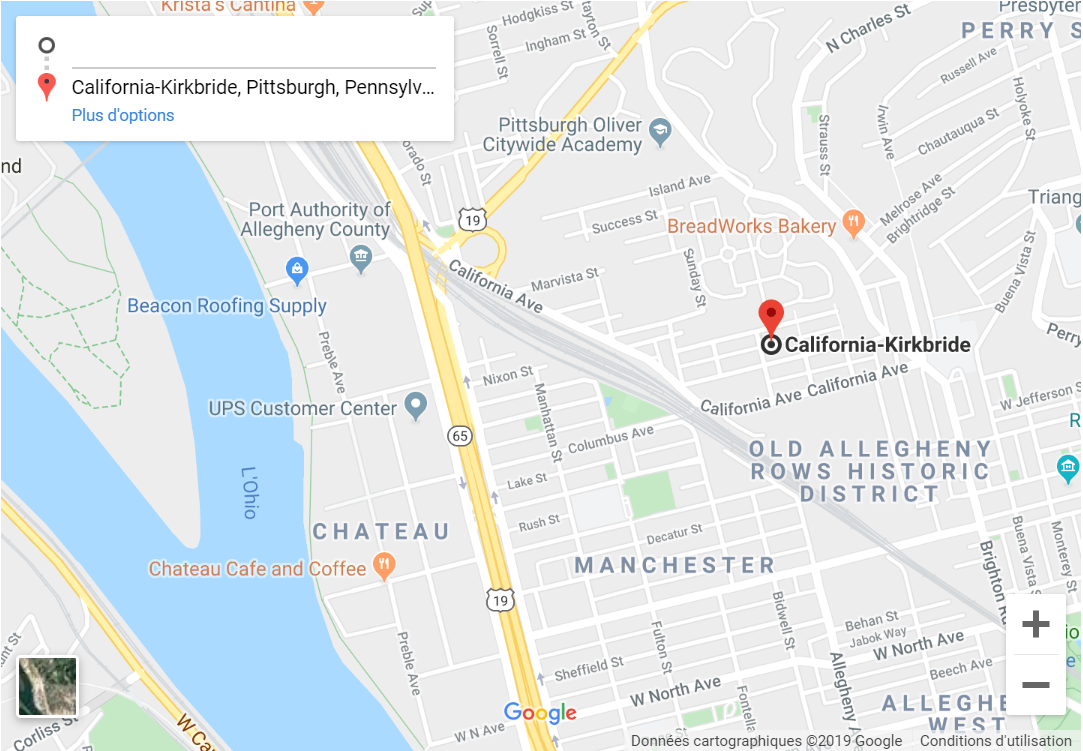 Krista's Cantina
California-Kirkbride, Pittsburgh, Pennsylv...
Plus d'options
Hodgkiss St
Ingham St
Sorrell St
N Charles St
Presbyter
PERRY S
Russell Ave
Holyoke St
Irwin Ave
Chautauqua St
Strauss St
Pittsburgh Oliver
Citywide Academy
nd
Port Authority of
Allegheny County
19
Island Ave
Success St
BreadWorks Bakery
Melrose Ave
Brightridge St
Triang
Buena Vista St
Beacon Roofing Supply
California Ave
Marvista St
Sunday St
California-Kirkbride
Perry
Preble Ave
Nixon St
Manhattan St
California Ave California Ave
W Jefferson S
UPS Customer Center
65
Columbus Ave
R
L'Ohio
Lake St
OLD ALLEGHENY
ROWS HISTORIC
DISTRICT
CHATEAU
Rush St
Decatur St
Buena Vista S
Monterey S
Chateau Cafe and Coffee
MANCHESTER
Brighton R
19
Bidwell St
Behan St
Jabok Way
W North Ave
Preble Ave
Fulton St
Sheffield St
Allegheny A
Beech Ave
W North Ave
Fontella
ALLEGHE
WEST
Corliss St
W Ca
W N Ave
Google
Données cartographiques ©2019 Google
Conditions d'utilisation